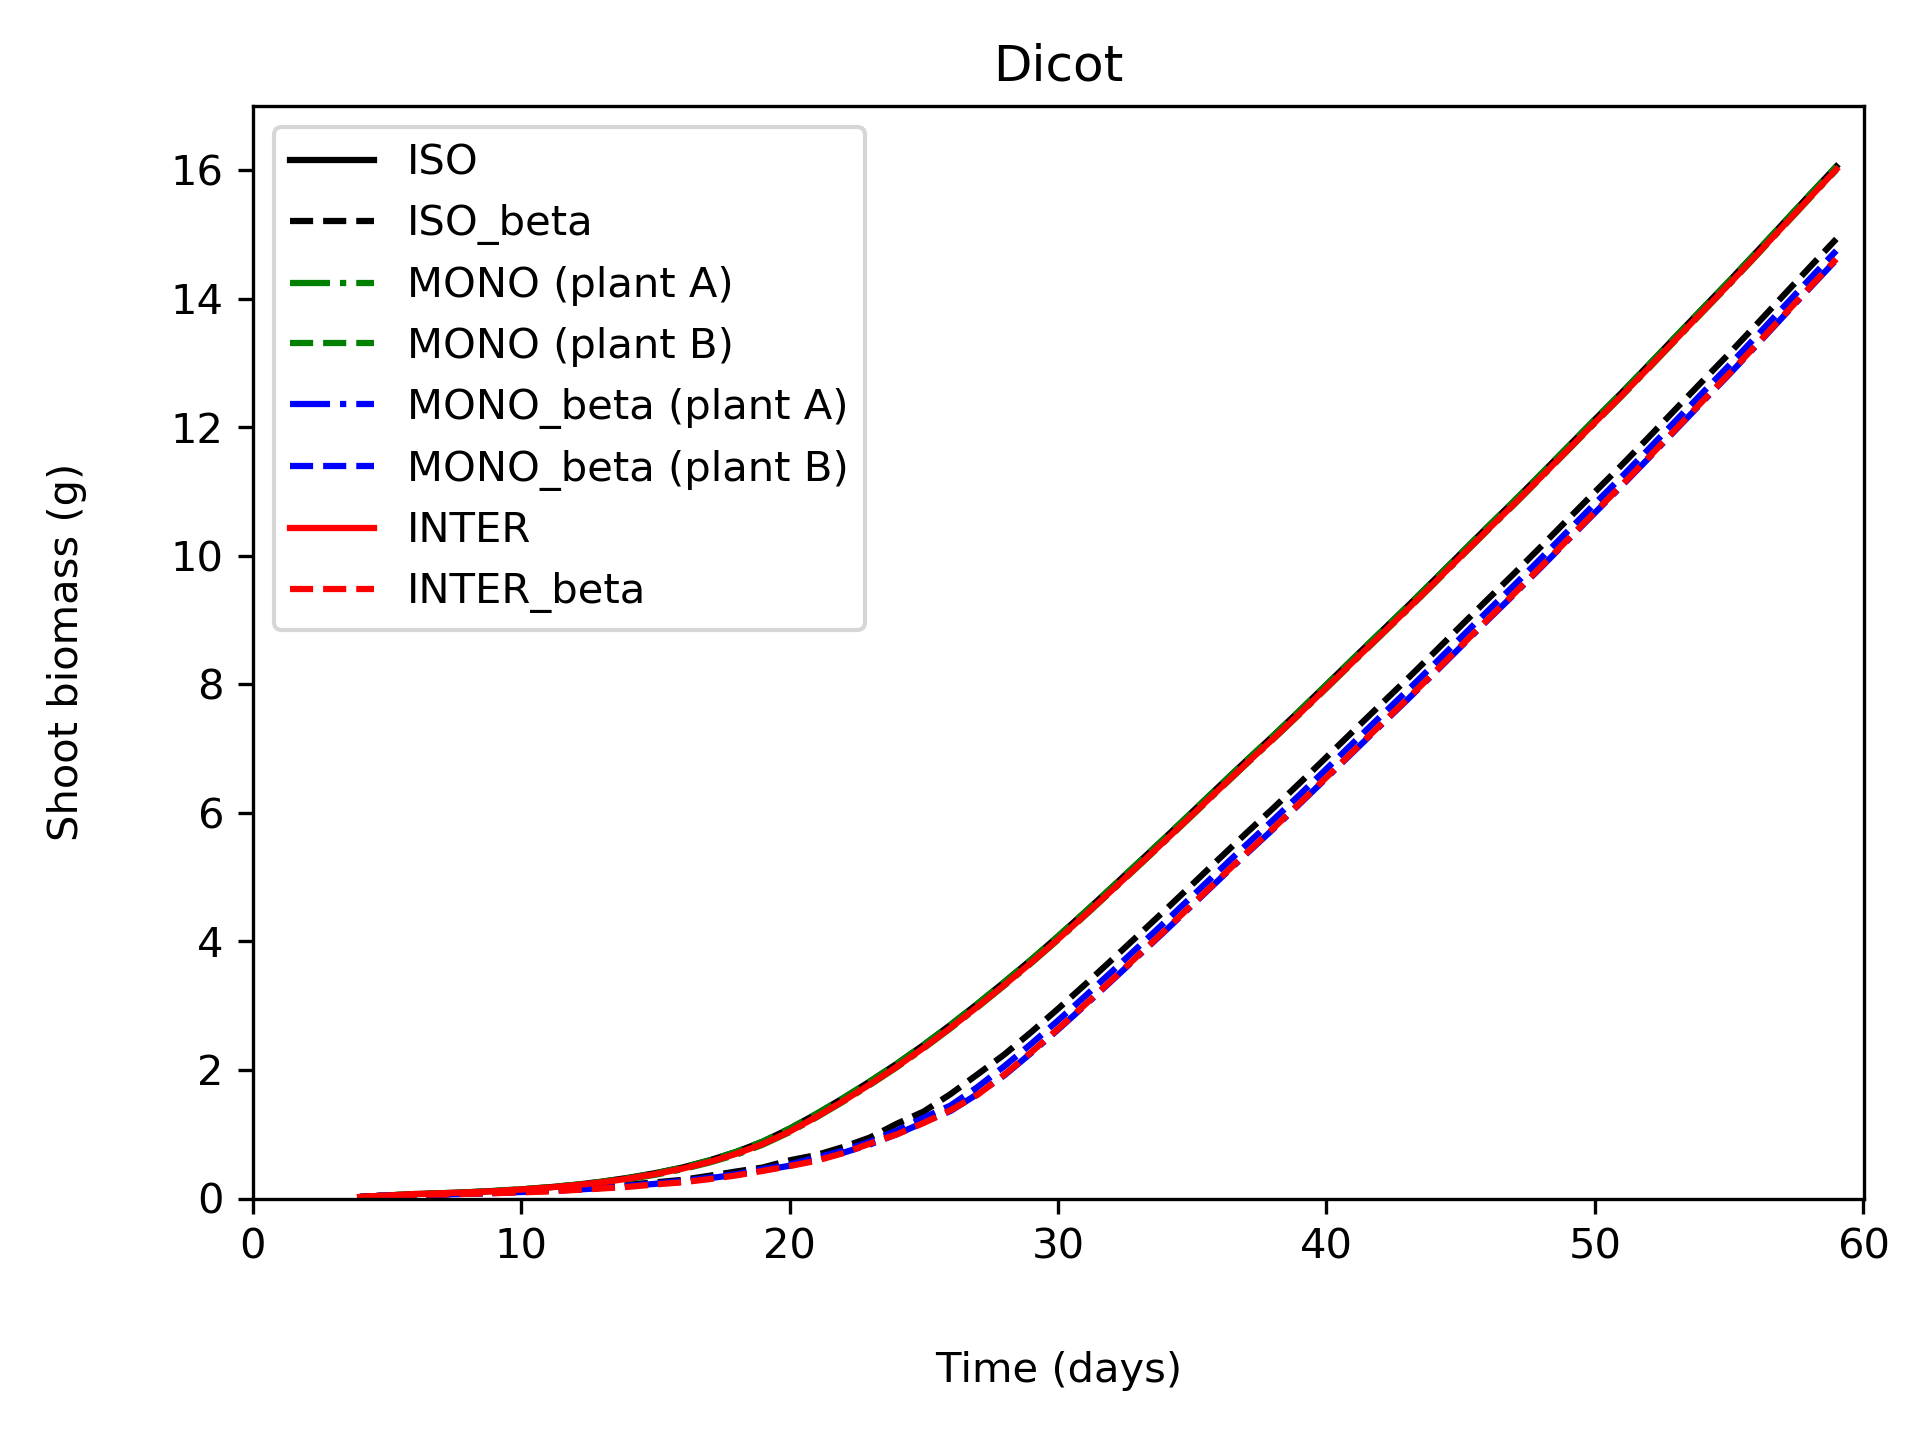 Dicot
ISO
ISO_beta
MONO (plant A)
MONO (plant B)
MONO_beta (plant A)
MONO_beta (plant B)
INTER
INTER_beta
Shoot biomass (g)
16
14
12
10
8
6
4
2
0
0 10 20 30 40 50 60
Time (days)